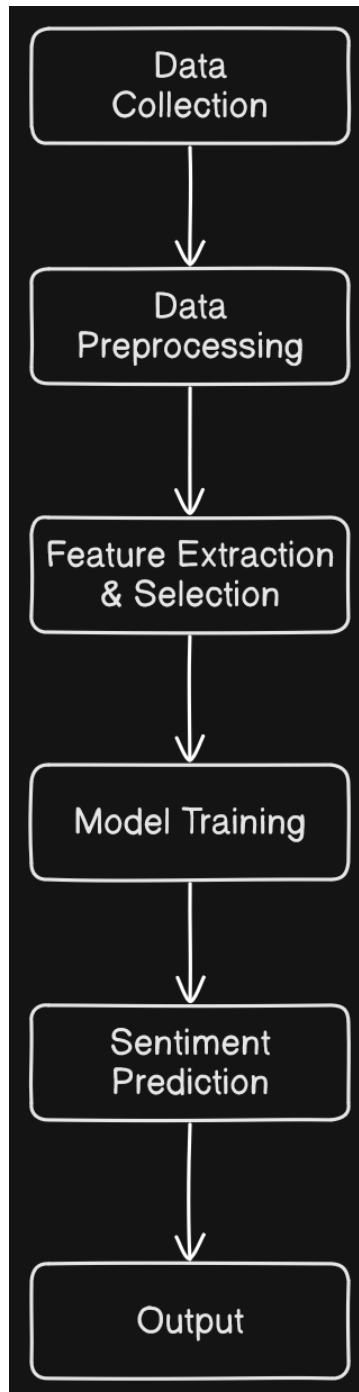 Data
Collection
Data
Preprocessing
Feature Extraction
& Selection
Model Training
Sentiment
Prediction
Output